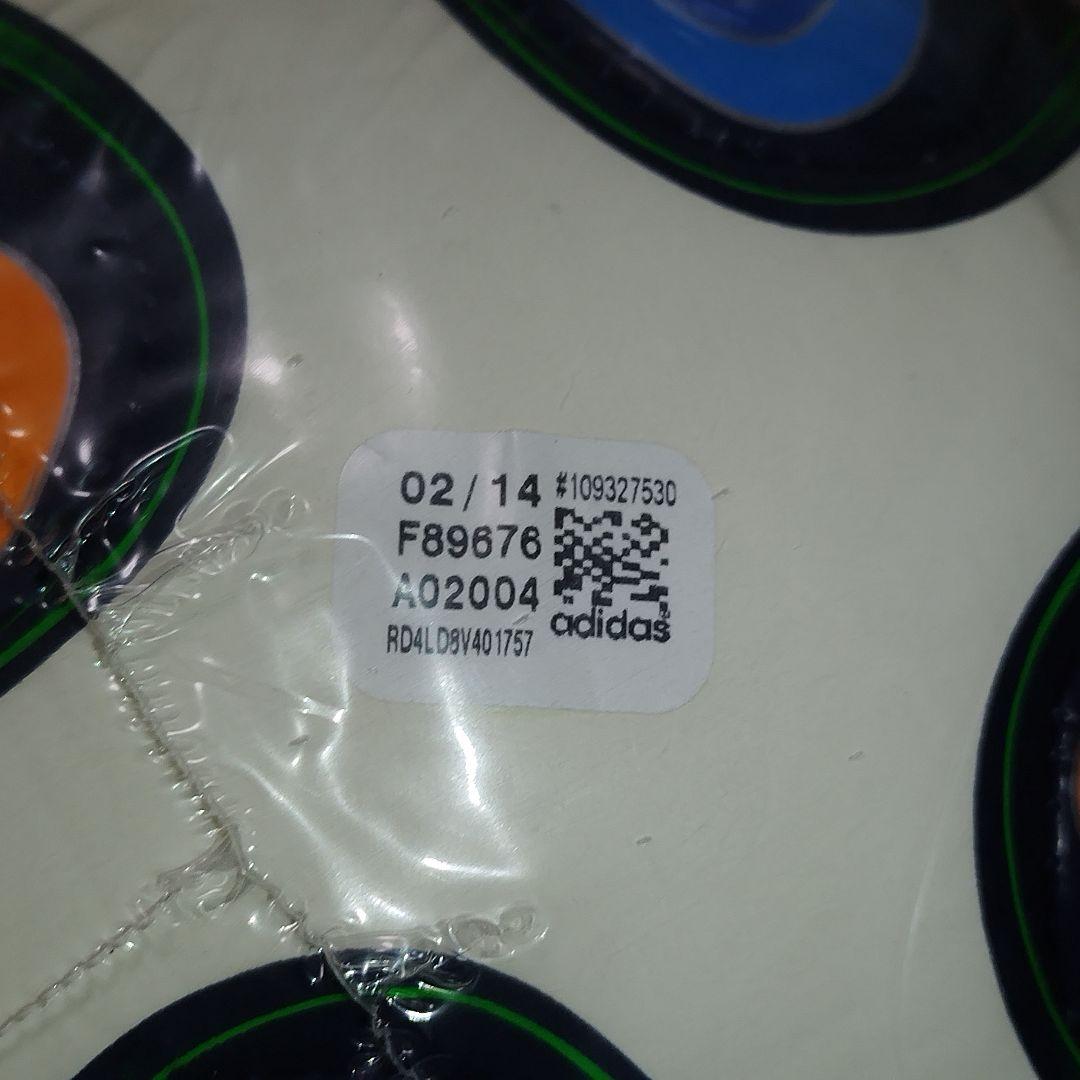 02 / 14 #109327530
F89676
A02004
adidas
RD4LD8V401757